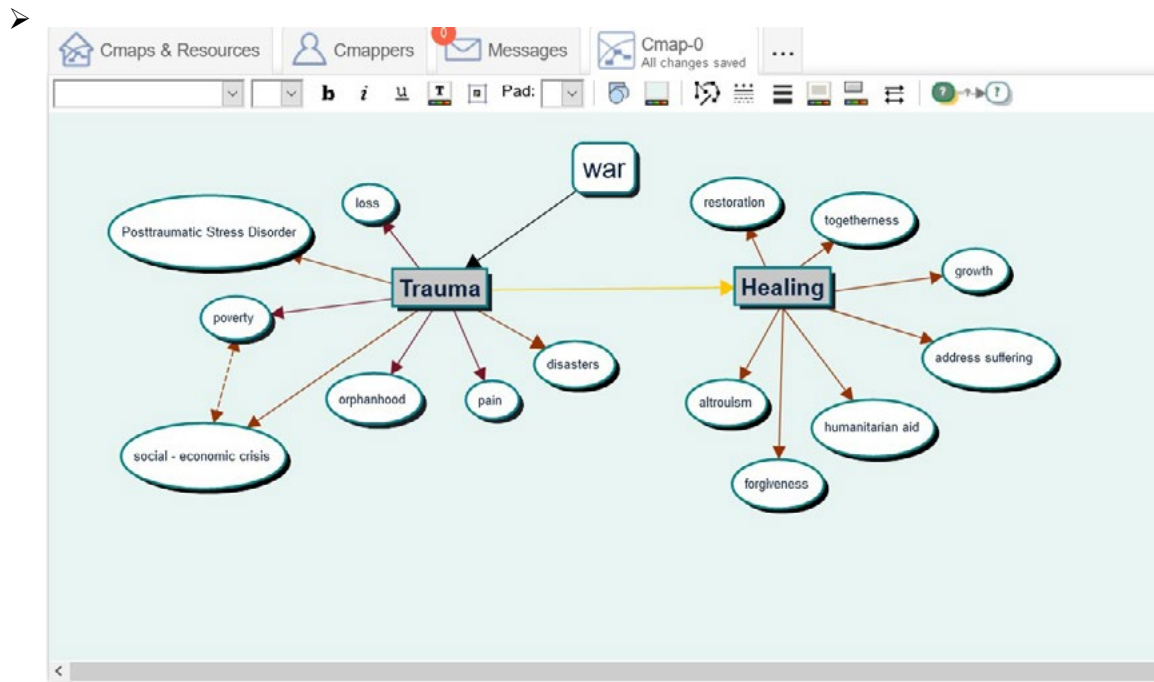 0
Cmaps & Resources
Cmappers
Messages
Cmap-0
All changes saved
...
b i u T Pad:
? ? ?
war
loss
restoration
togetherness
Posttraumatic Stress Disorder
growth
Trauma
Healing
poverty
disasters
address suffering
orphanhood
pain
altrouism
humanitarian aid
social - economic crisis
forgiveness